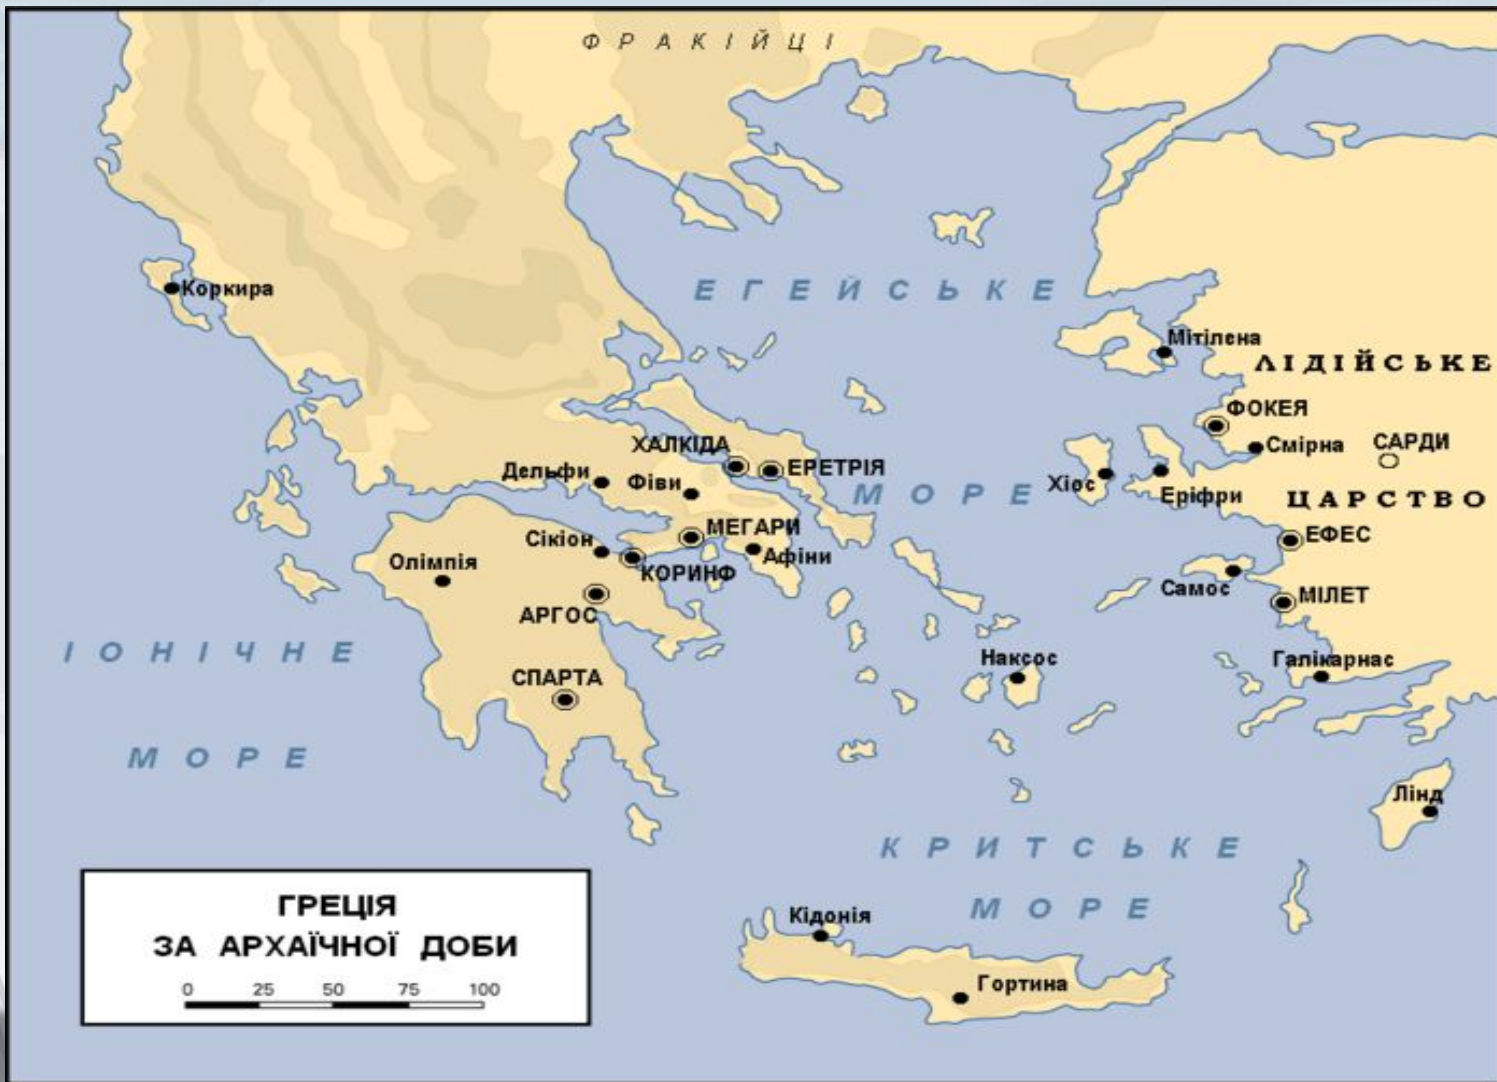 ФРАКІЙЦІ
Коркира
ЕГЕЙСЬКЕ
Мітілена
ЛІДІЙСЬКЕ
ФОКЕЯ
ХАЛКІДА
Смірна
САРДИ
Дельфи
Фіви
ЕРЕТРІЯ
МОРЕ
Хіос
Еріфри
ЦАРСТВО
МЕГАРИ
Сікіон
Афіни
ЕФЕС
Олімпія
КОРИНФ
Самос
МІЛЕТ
АРГОС
ІОНІЧНЕ
Наксос
Галікарнас
СПАРТА
МОРЕ
Лінд
КРИТСЬКЕ
МОРЕ
Кідонія
Гортина
ГРЕЦІЯ
ЗА АРХАЇЧНОЇ ДОБИ
0 25 50 75 100